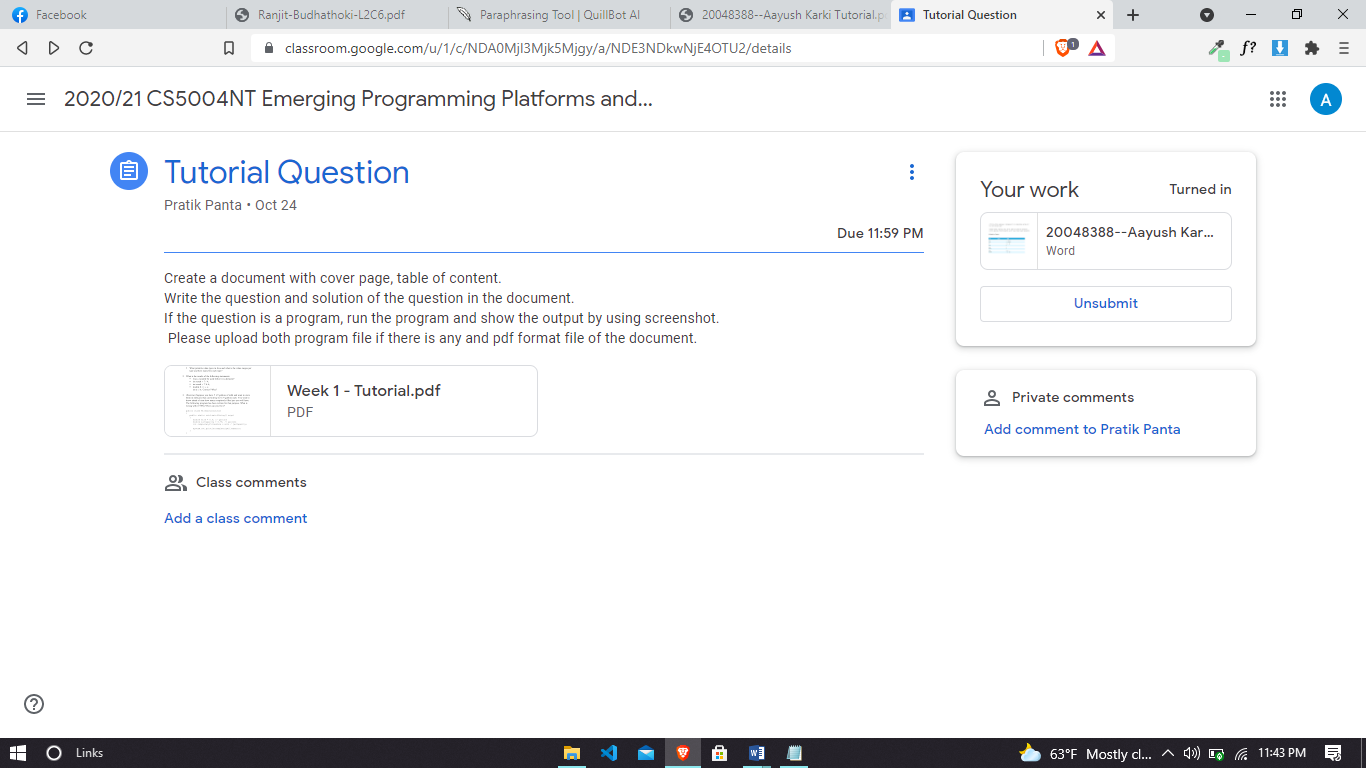 Facebook
Ranjit-Budhathoki-L2C6.pdf
Paraphrasing Tool | QuillBot AI
20048388--Aayush Karki Tutorial.p
Tutorial Question
classroom.google.com/u/1/c/NDA0MjI3Mjk5Mjgy/a/NDE3NDkwNjE4OTU2/details
1
f?
2020/21 CS5004NT Emerging Programming Platforms and...
A
Tutorial Question
Pratik Panta • Oct 24
Due 11:59 PM
Create a document with cover page, table of content.
Write the question and solution of the question in the document.
If the question is a program, run the program and show the output by using screenshot.
Please upload both program file if there is any and pdf format file of the document.
Week 1 - Tutorial.pdf
PDF
Class comments
Add a class comment
Your work
Turned in
20048388--Aayush Kar...
Word
Unsubmit
Private comments
Add comment to Pratik Panta
Links
63°F Mostly cl...
11:43 PM